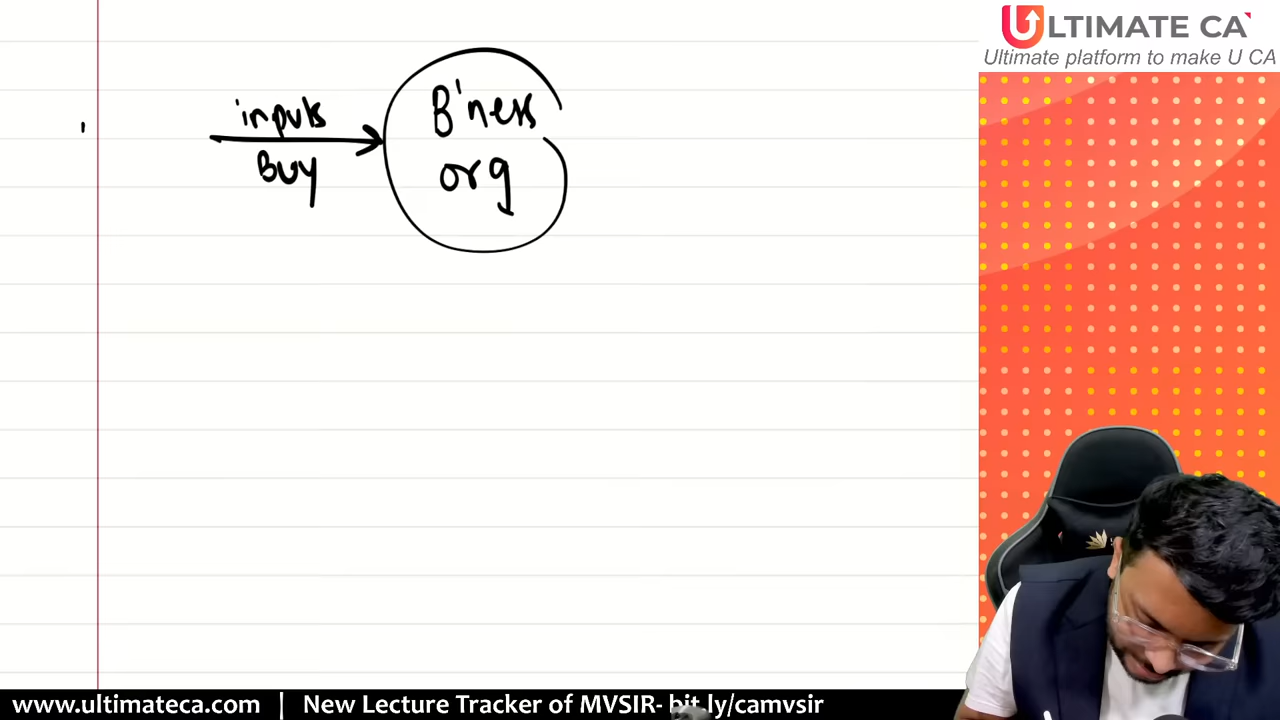 inputs
Buy
B'ness
org
ULTIMATE CA
Ultimate platform to make U CA
www.ultimateca.com | New Lecture Tracker of MVSIR- bit.ly/camvsir